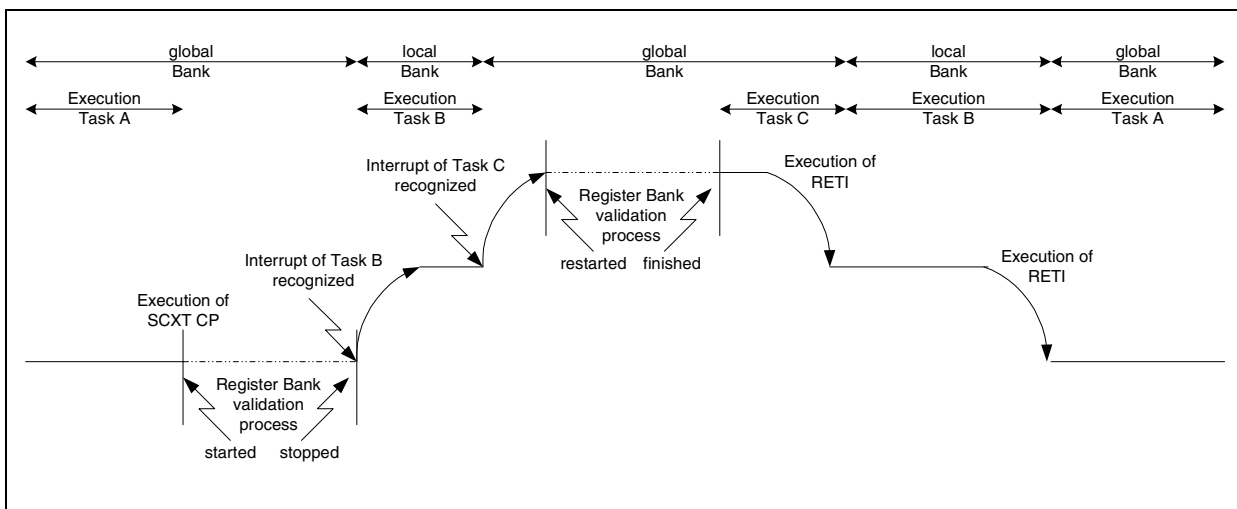 global
Bank
local
Bank
global
Bank
local
Bank
global
Bank
Execution
Task A
Execution
Task B
Execution
Task C
Execution
Task B
Execution
Task A
Interrupt of Task C
recognized
Execution of
RETI
Register Bank
validation
process
restarted
finished
Interrupt of Task B
recognized
Execution of
RETI
Execution of
SCXT CP
Register Bank
validation
process
started
stopped